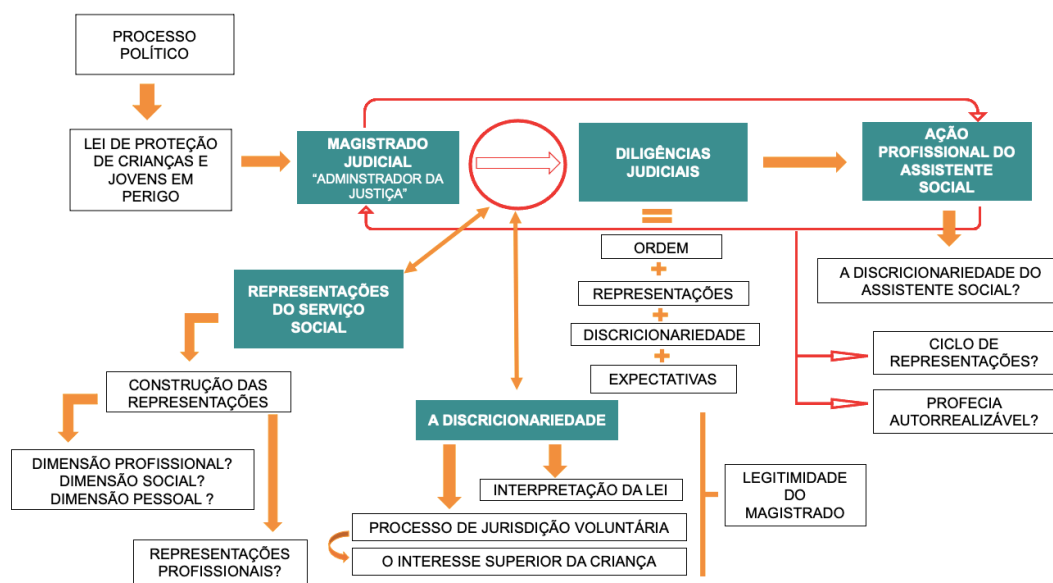 PROCESSO
POLÍTICO
LEI DE PROTEÇÃO
DE CRIANÇAS E
JOVENS EM
PERIGO
MAGISTRADO
JUDICIAL
“ADMINSTRADOR DA
JUSTIÇA”
DILIGÊNCIAS
JUDICIAIS
AÇÃO
PROFISSIONAL DO
ASSISTENTE
SOCIAL
ORDEM
+
REPRESENTAÇÕES
+
DISCRICIONARIEDADE
+
EXPECTATIVAS
A DISCRICIONARIEDADE DO
ASSISTENTE SOCIAL?
CICLO DE
REPRESENTAÇÕES?
PROFECIA
AUTORREALIZÁVEL?
REPRESENTAÇÕES
DO SERVIÇO
SOCIAL
CONSTRUÇÃO DAS
REPRESENTAÇÕES
DIMENSÃO PROFISSIONAL?
DIMENSÃO SOCIAL?
DIMENSÃO PESSOAL ?
REPRESENTAÇÕES
PROFISSIONAIS?
A DISCRICIONARIEDADE
INTERPRETAÇÃO DA LEI
PROCESSO DE JURISDIÇÃO VOLUNTÁRIA
O INTERESSE SUPERIOR DA CRIANÇA
LEGITIMIDADE
DO
MAGISTRADO